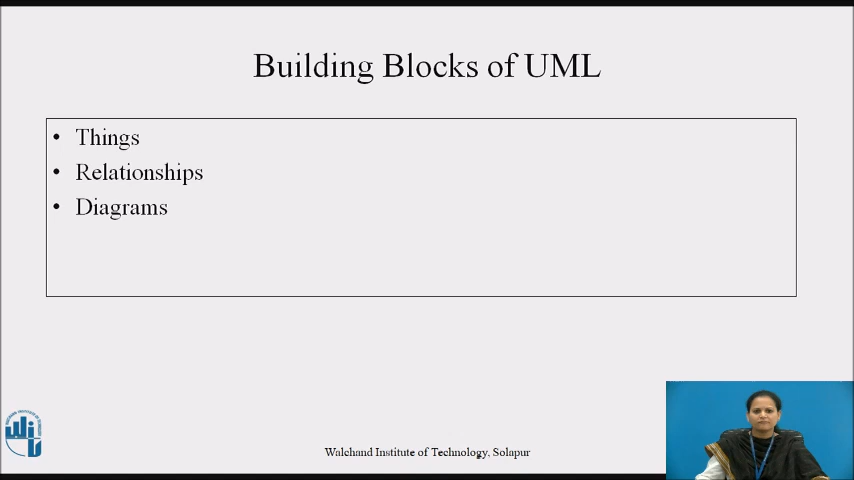 Building Blocks of UML
• Things
• Relationships
• Diagrams
Walchand Institute of Technology, Solapur